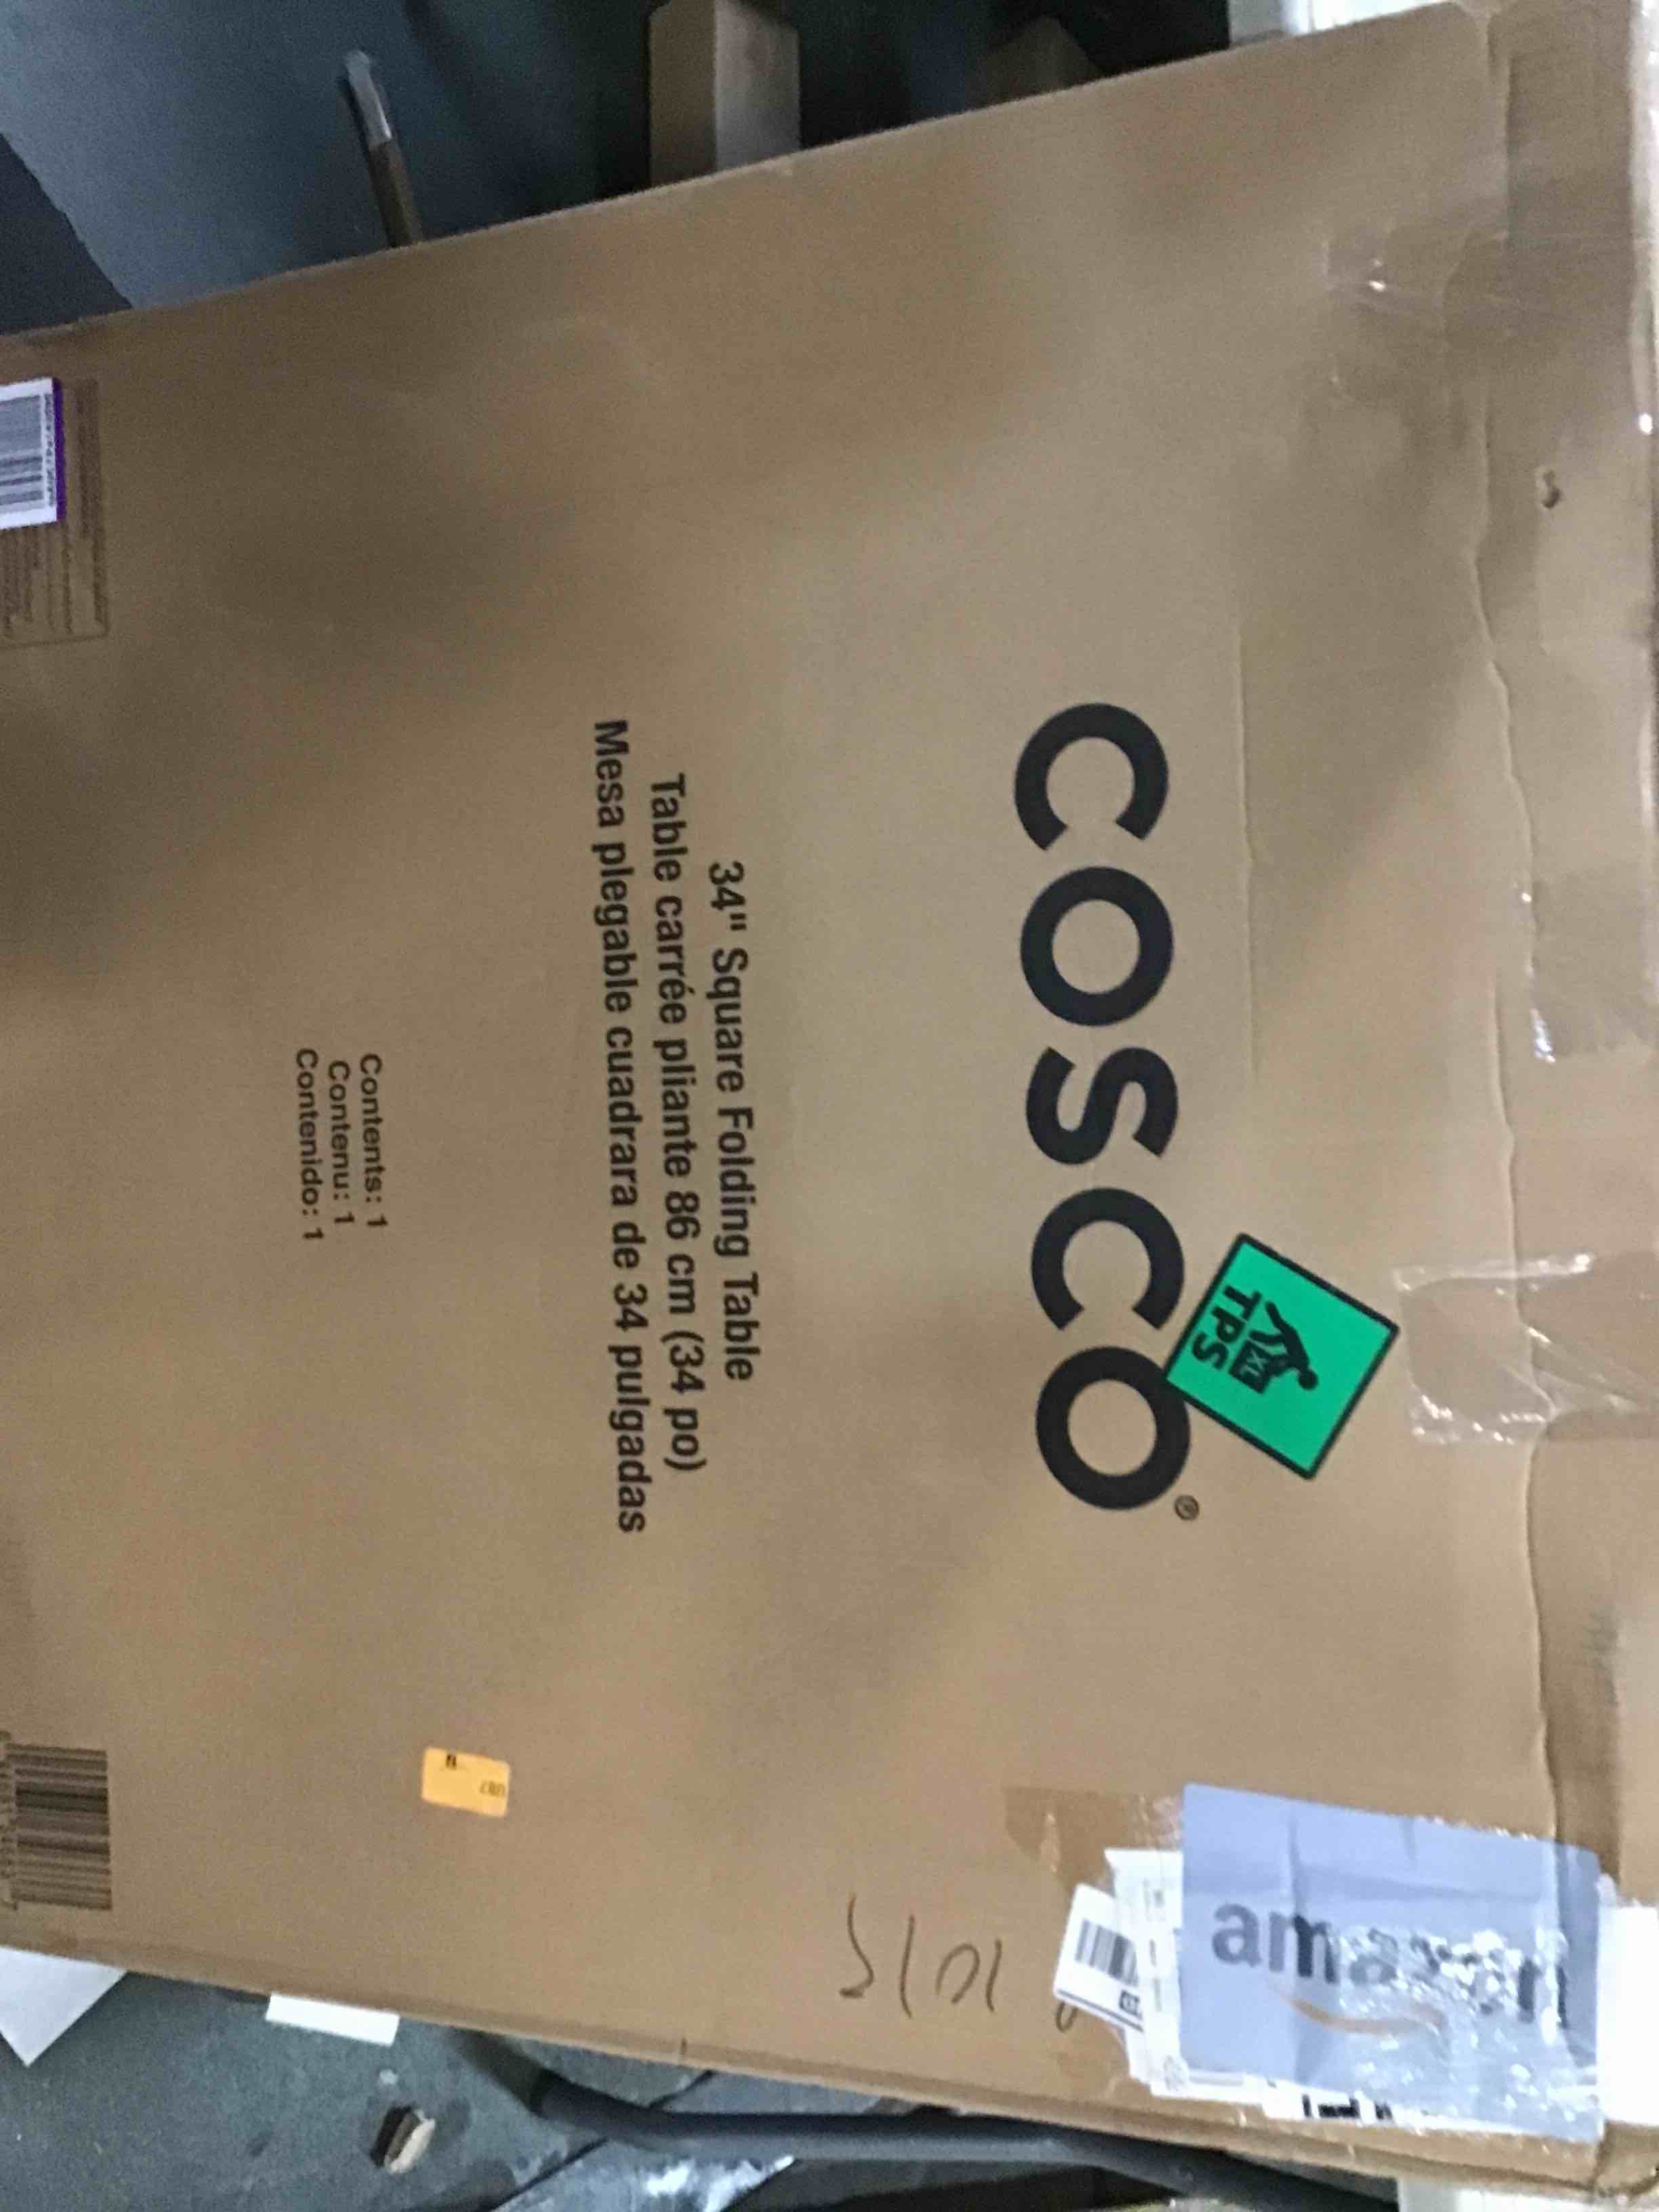 COSCO®
TPS
34" Square Folding Table
Table carrée pliante 86 cm (34 po)
Mesa plegable cuadrara de 34 pulgadas
Contents: 1
Contenu: 1
Contenido: 1
amazon